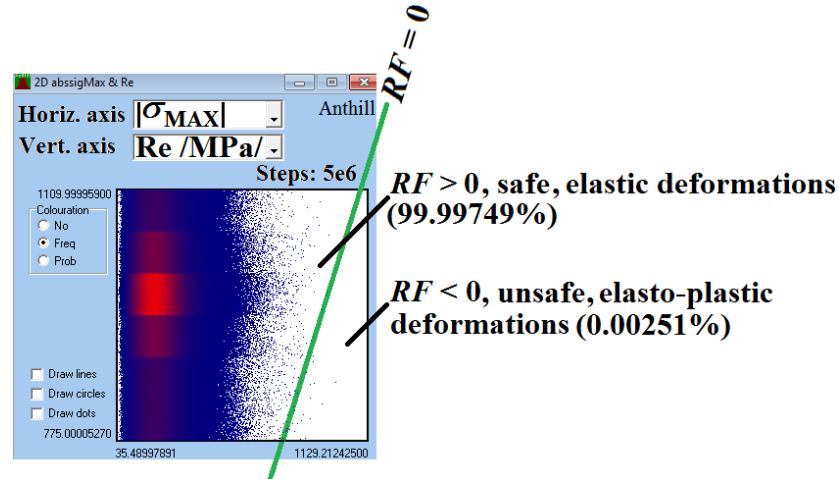 2D abssigMax & Re
RF = 0
Horiz. axis |σMAX| Anthill
Vert. axis Re /MPa/
Steps: 5e6
1109.99995900
Colouration
No
Freq
Prob
RF > 0, safe, elastic deformations
(99.99749%)
RF < 0, unsafe, elasto-plastic
deformations (0.00251%)
Draw lines
Draw circles
Draw dots
775.00005270
35.48997891 1129.21242500